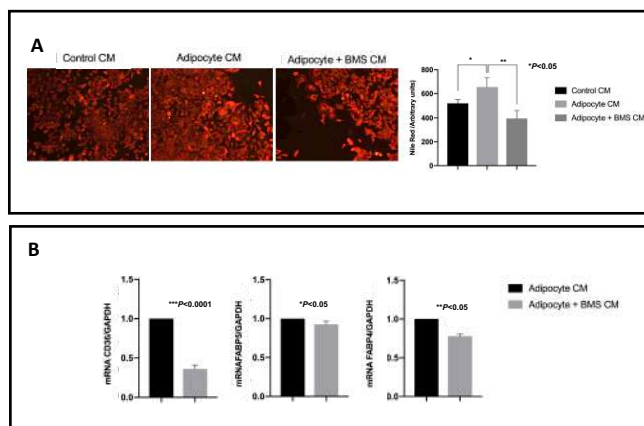 A
Control CM
Adipocyte CM
Adipocyte + BMS CM
Nile Red /Arbitrary units)
800
600
400
200
0
*
**
*P<0.05
Control CM
Adipocyte CM
Adipocyte + BMS CM
B
mRNA CD36/GAPDH
1.5
1.0
0.5
0.0
***P<0.0001
mRNAFABP5/GAPDH
1.5
1.0
0.5
0.0
*P<0.05
mRNA FABP4/GAPDH
1.5
1.0
0.5
0.0
**P<0.05
Adipocyte CM
Adipocyte + BMS CM